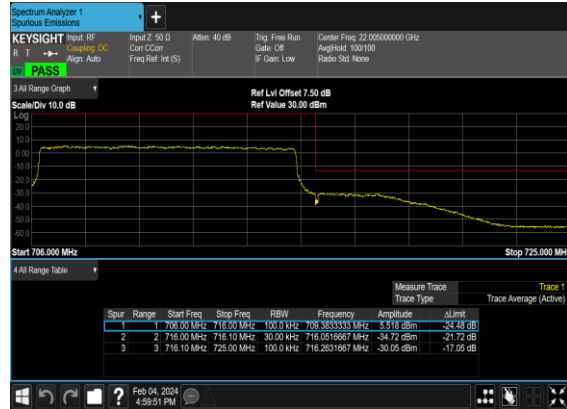 Spectrum Analyzer 1
Spurious Emissions
KEYSIGHT Input: RF Input Z: 50 Ω Atten: 40 dB Trig: Free Run Center Freq: 22.005000000 GHz
R T Coupling: DC Corr CCorr Gate: Off Avg|Hold: 100/100
Align: Auto Freq Ref: Int (S) IF Gain: Low Radio Std: None
PASS
3 All Range Graph
Ref Lvl Offset 7.50 dB
Scale/Div 10.0 dB Ref Value 30.00 dBm
Log
20.0
10.0
0.00
-10.0
-20.0
-30.0
-40.0
-50.0
-60.0
Start 706.000 MHz Stop 725.000 MH
4 All Range Table
Measure Trace Trace 1
Trace Type Trace Average (Active)
Spur Range Start Freq Stop Freq RBW Frequency Amplitude ΔLimit
1 1 706.00 MHz 716.00 MHz 100.0 kHz 709.3833333 MHz 5.518 dBm -24.48 dB
2 2 716.00 MHz 716.10 MHz 30.00 kHz 716.0516667 MHz -34.72 dBm -21.72 dB
3 3 716.10 MHz 725.00 MHz 100.0 kHz 716.2631667 MHz -30.05 dBm -17.05 dB
? Feb 04, 2024
4:59:51 PM